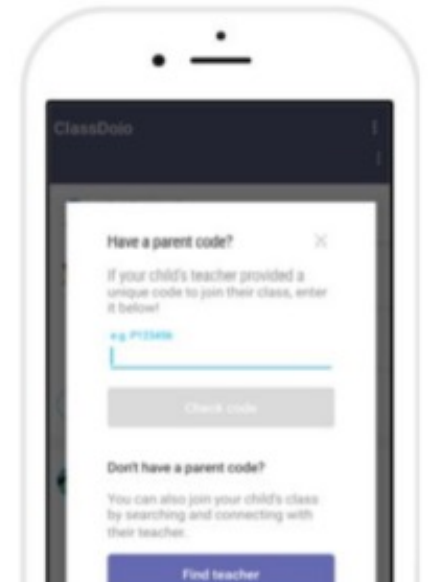 ClassDojo
Have a parent code?
If your child's teacher provided a
unique code to join their class, enter
it below!
e.g. P123456
Check code
Don't have a parent code?
You can also join your child's class
by searching and connecting with
their teacher.
Find teacher